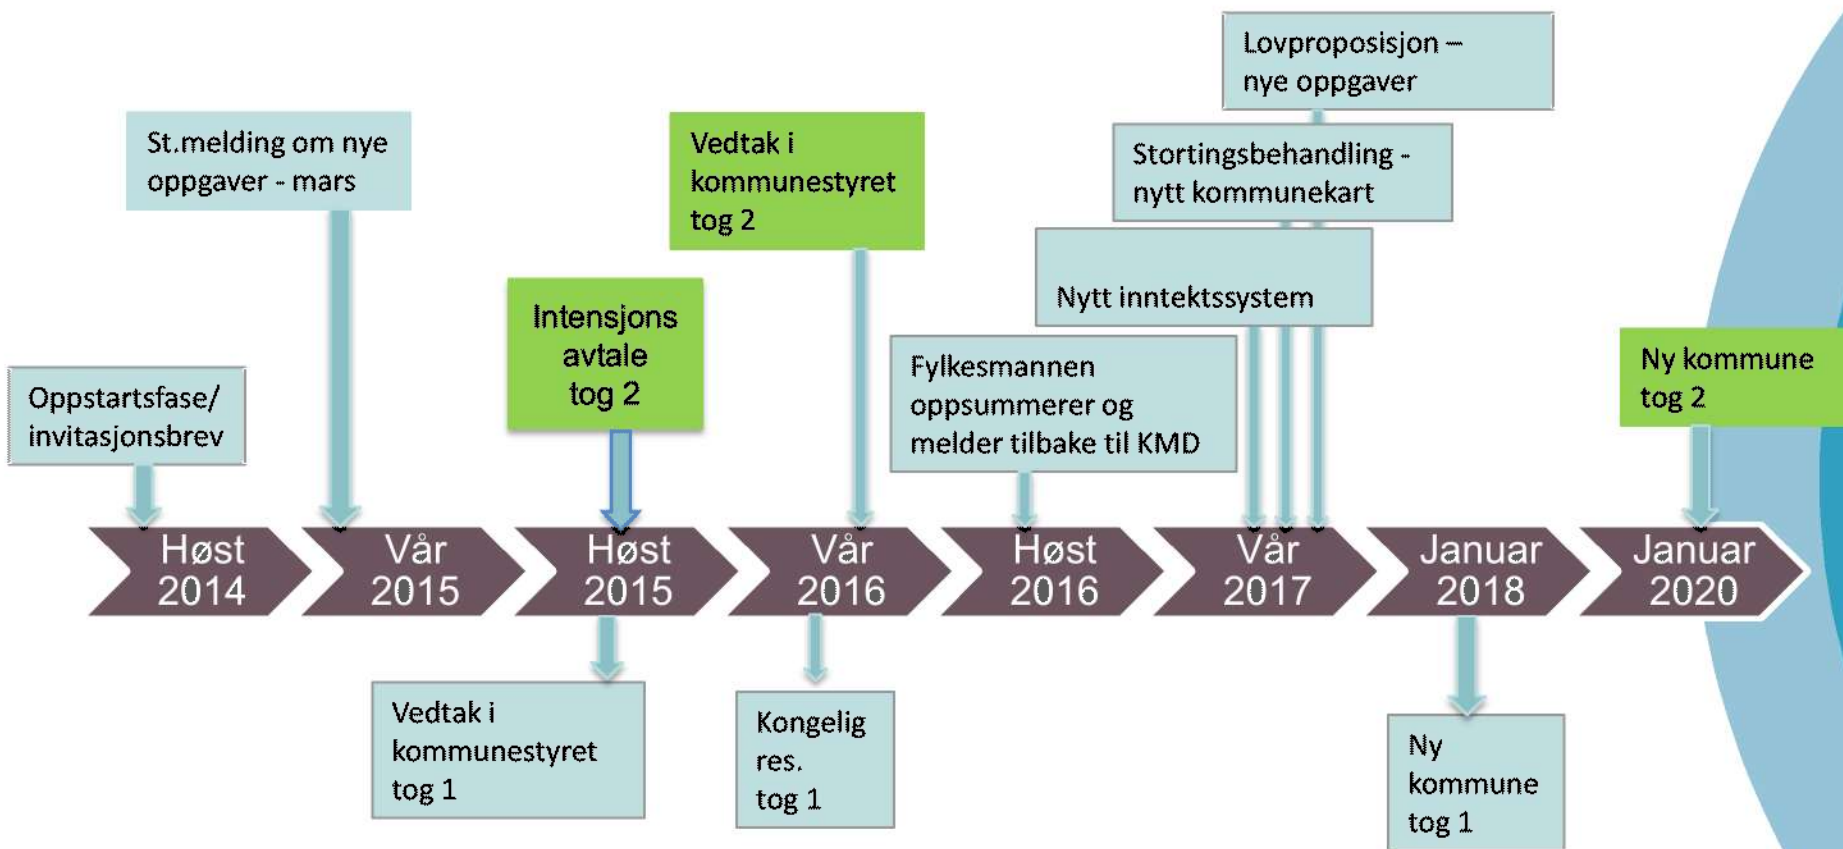 Lovproposisjon –
nye oppgaver
St.melding om nye
oppgaver - mars
Vedtak i
kommunestyret
tog 2
Stortingsbehandling -
nytt kommunekart
Nytt inntektssystem
Intensjons
avtale
tog 2
Fylkesmannen
oppsummerer og
melder tilbake til KMD
Ny kommune
tog 2
Oppstartsfase/
invitasjonsbrev
Høst
2014
Vår
2015
Høst
2015
Vår
2016
Høst
2016
Vår
2017
Januar
2018
Januar
2020
Vedtak i
kommunestyret
tog 1
Kongelig
res.
tog 1
Ny
kommune
tog 1